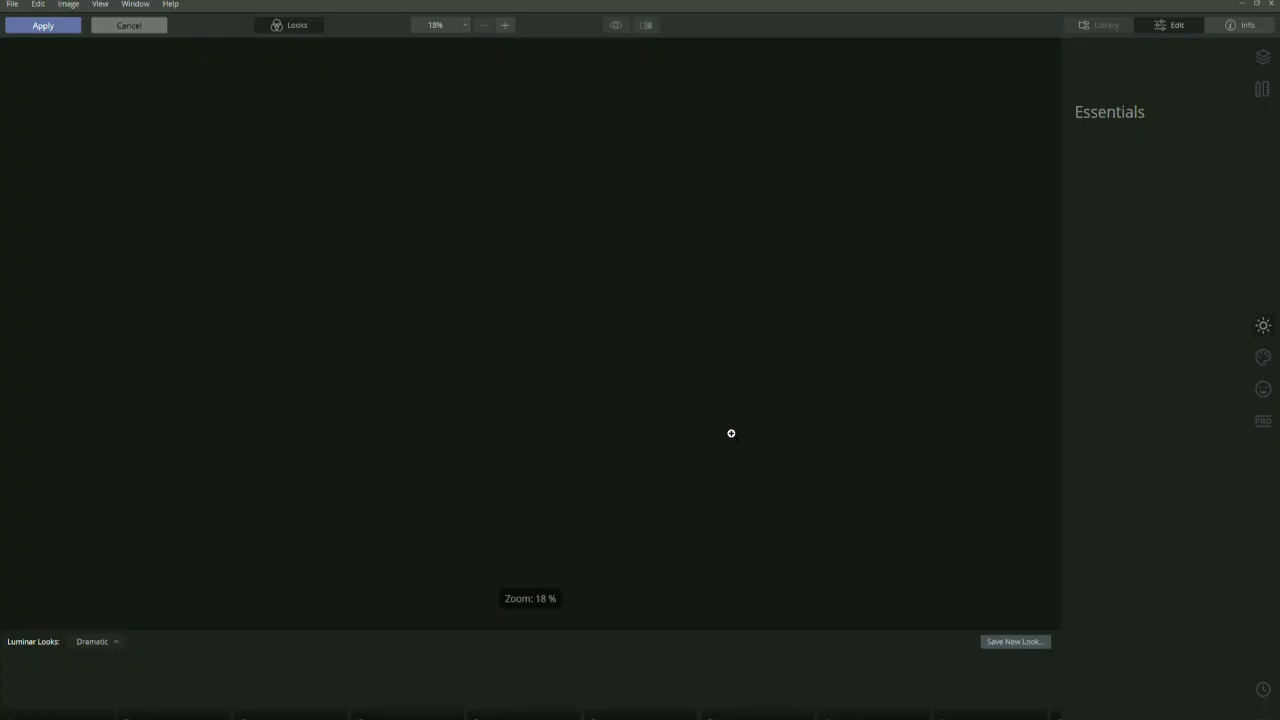 File Edit Image View Window Help
Apply Cancel Looks 18% Library Edit Info
Essentials
PRO
Zoom: 18 %
Luminar Looks: Dramatic Save New Look...